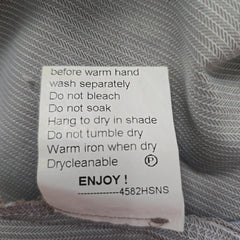 before warm hand
wash separately
Do not bleach
Do not soak
Hang to dry in shade
Do not tumble dry
Warm iron when dry
Drycleanable P
ENJOY !
--------------4582HSNS